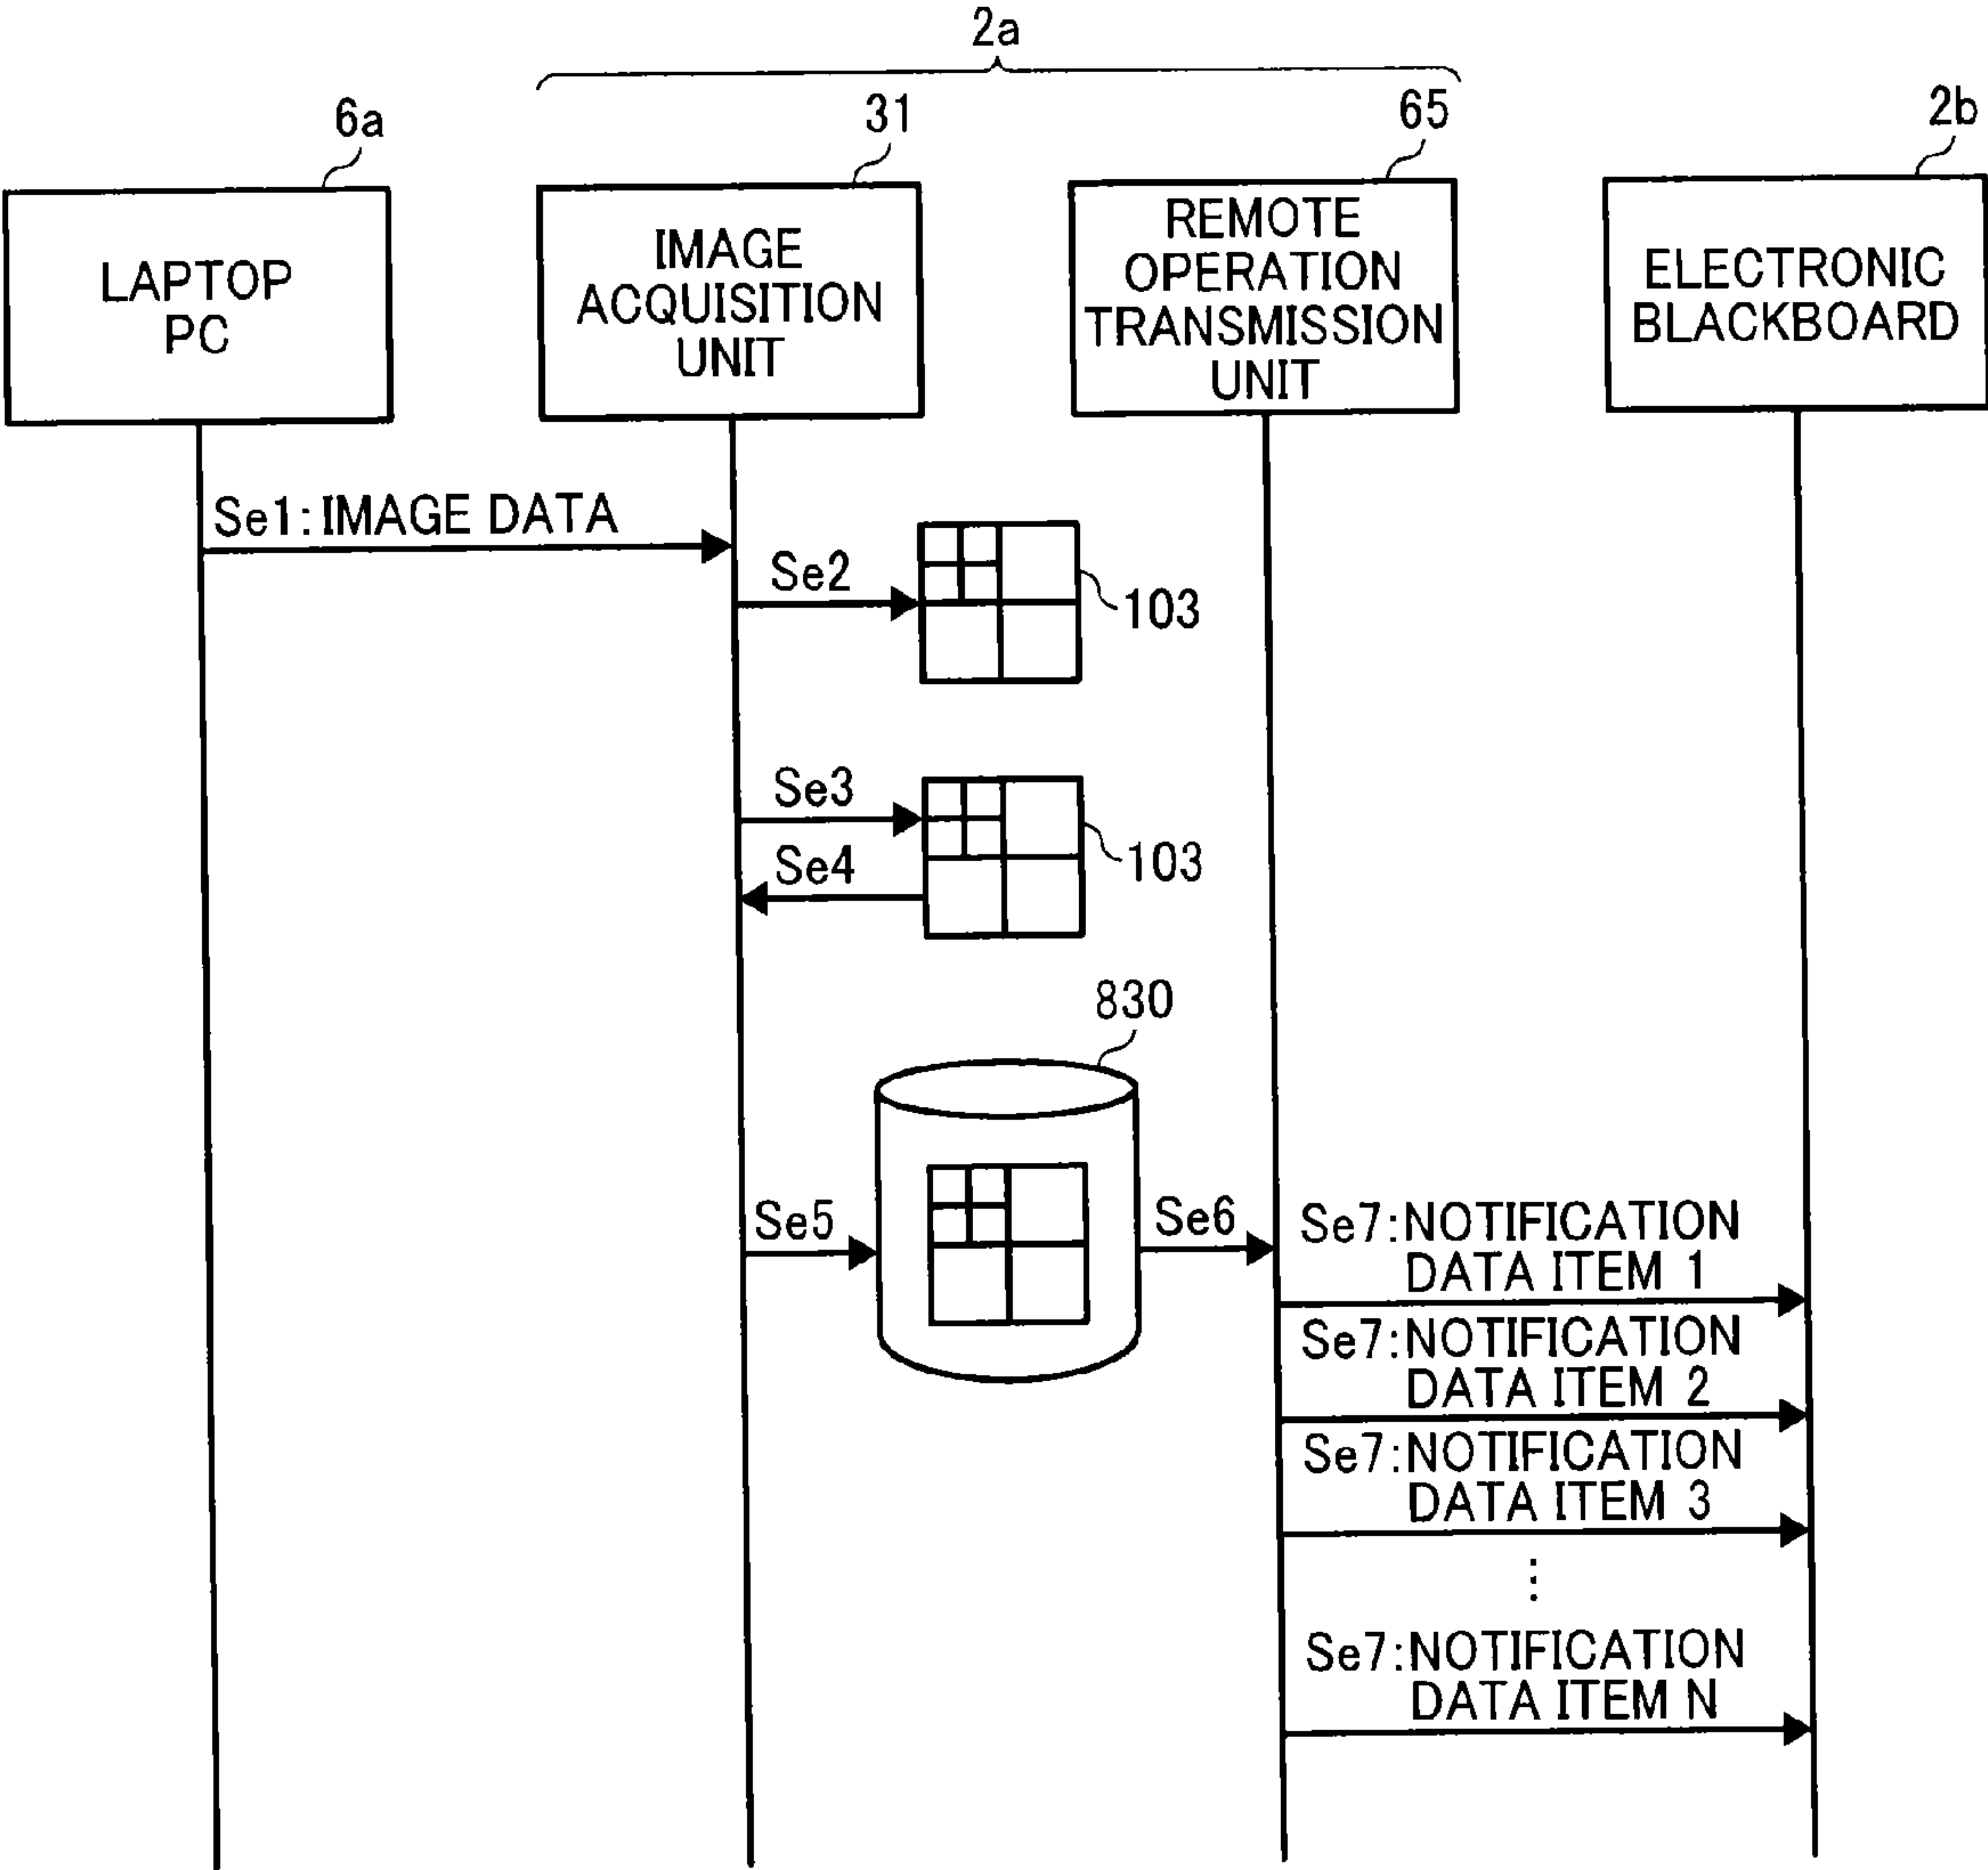 2a
6a
31
65
2b
LAPTOP
PC
IMAGE
ACQUISITION
UNIT
REMOTE
OPERATION
TRANSMISSION
UNIT
ELECTRONIC
BLACKBOARD
Se1:IMAGE DATA
Se2
103
Se3
103
Se4
830
Se5
Se6
Se7:NOTIFICATION
DATA ITEM 1
Se7:NOTIFICATION
DATA ITEM 2
Se7:NOTIFICATION
DATA ITEM 3
⋮
Se7:NOTIFICATION
DATA ITEM N